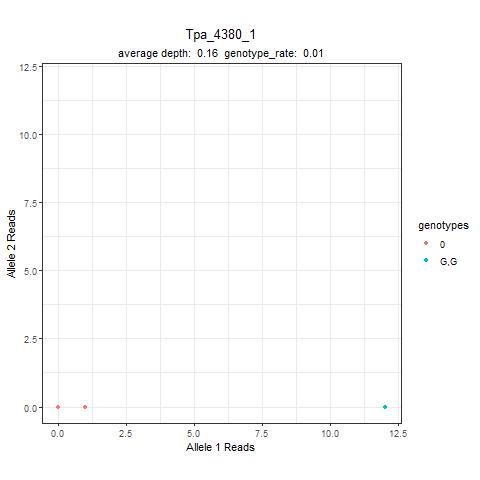 Tpa_4380_1
average depth: 0.16 genotype_rate: 0.01
12.5
10.0
7.5
5.0
2.5
0.0
Allele 2 Reads
0.0 2.5 5.0 7.5 10.0 12.5
Allele 1 Reads
genotypes
0
G,G